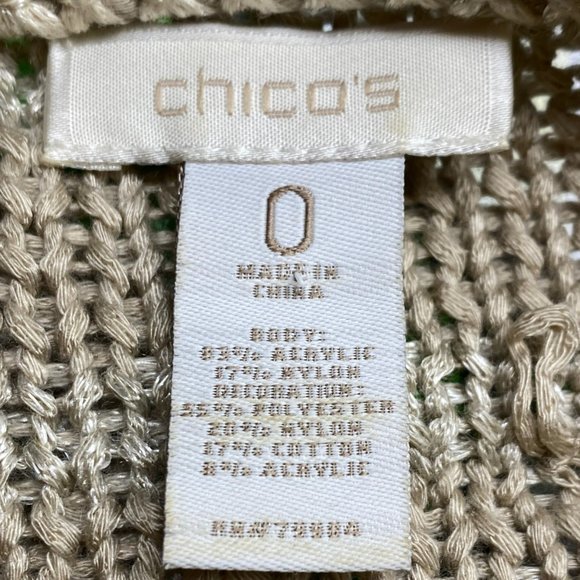 chico's
0
MADE IN
CHINA
BODY:
83% ACRYLIC
17% NYLON
DECORATION:
55% POLYESTER
20% NYLON
17% COTTON
8% ACRYLIC